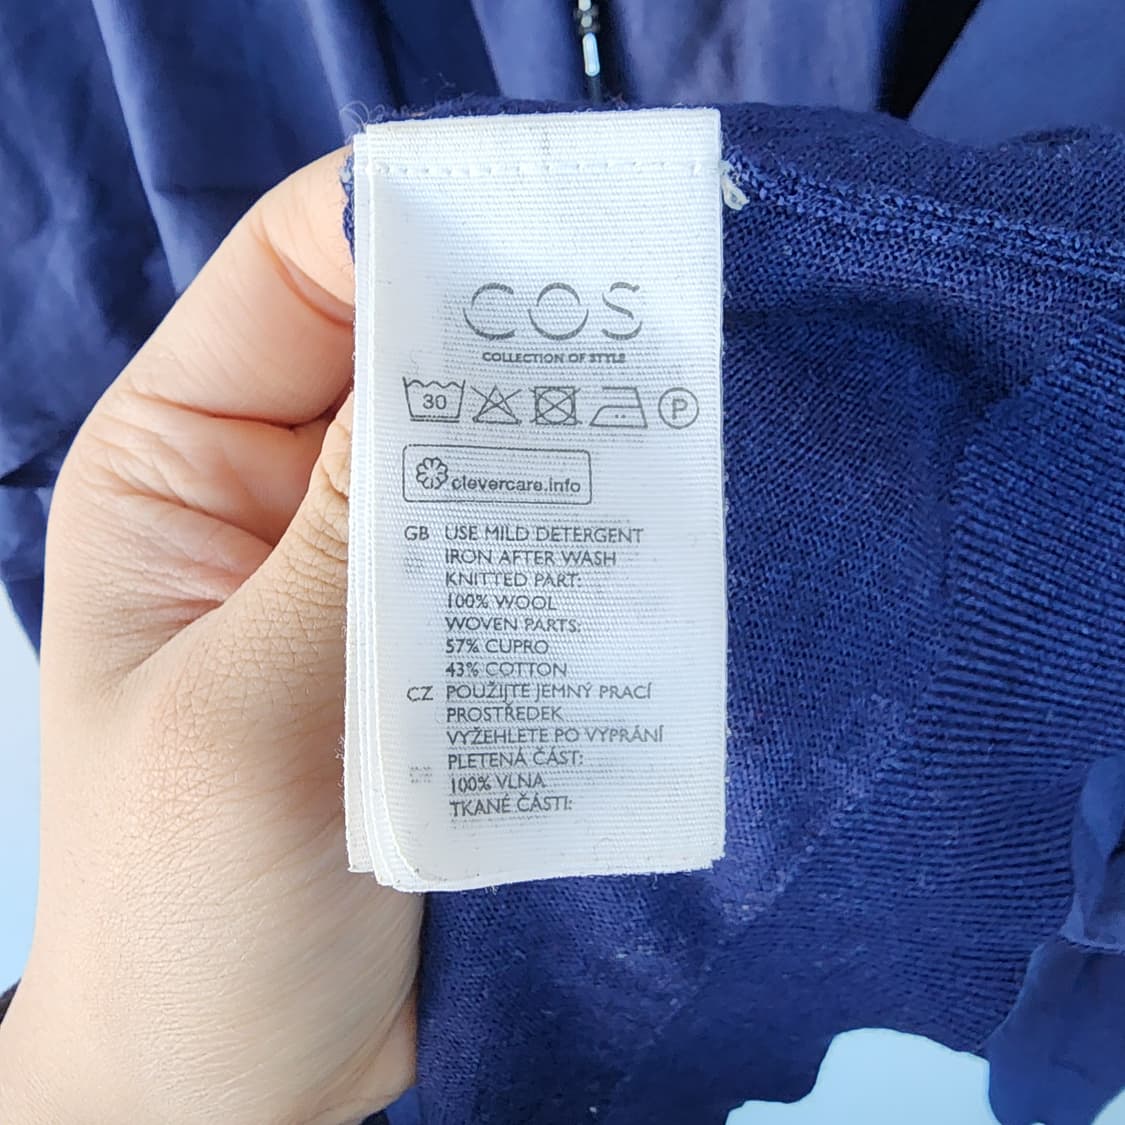 COS
COLLECTION OF STYLE
30 P
clevercare.info
GB USE MILD DETERGENT
IRON AFTER WASH
KNITTED PART:
100% WOOL
WOVEN PARTS:
57% CUPRO
43% COTTON
CZ POUŽIJTE JEMNÝ PRACÍ
PROSTŘEDEK
VYŽEHLETE PO VYPRÁNÍ
PLETENÁ ČÁST:
100% VLNA
TKANÉ ČÁSTI: